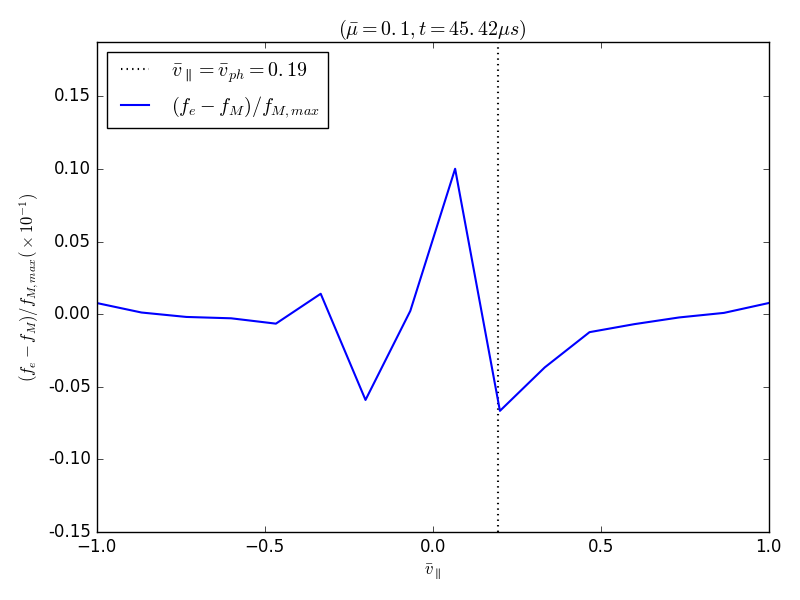 (μ̄ = 0.1, t = 45.42μs)
v̄∥ = v̄ph = 0.19
(fe − fM)/fM,max
0.15
0.10
0.05
0.00
-0.05
-0.10
-0.15
(fe − fM)/fM,max(×10⁻¹)
−1.0 −0.5 0.0 0.5 1.0
v̄∥